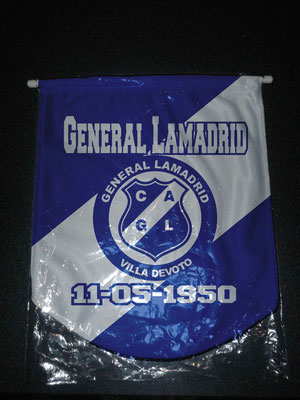 GENERAL LAMADRID
GENERAL LAMADRID
C A
G L
VILLA DEVOTO
11-05-1950